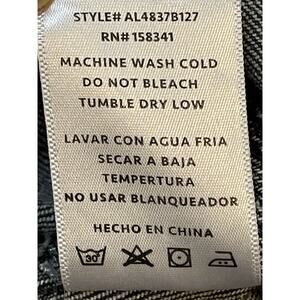 STYLE# AL4837B127
RN# 158341
MACHINE WASH COLD
DO NOT BLEACH
TUMBLE DRY LOW
LAVAR CON AGUA FRIA
SECAR A BAJA
TEMPERTURA
NO USAR BLANQUEADOR
HECHO EN CHINA
30